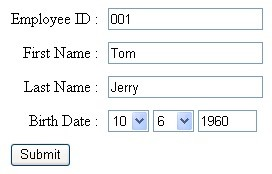 Employee ID : 001
First Name : Tom
Last Name : Jerry
Birth Date : 10 6 1960
Submit